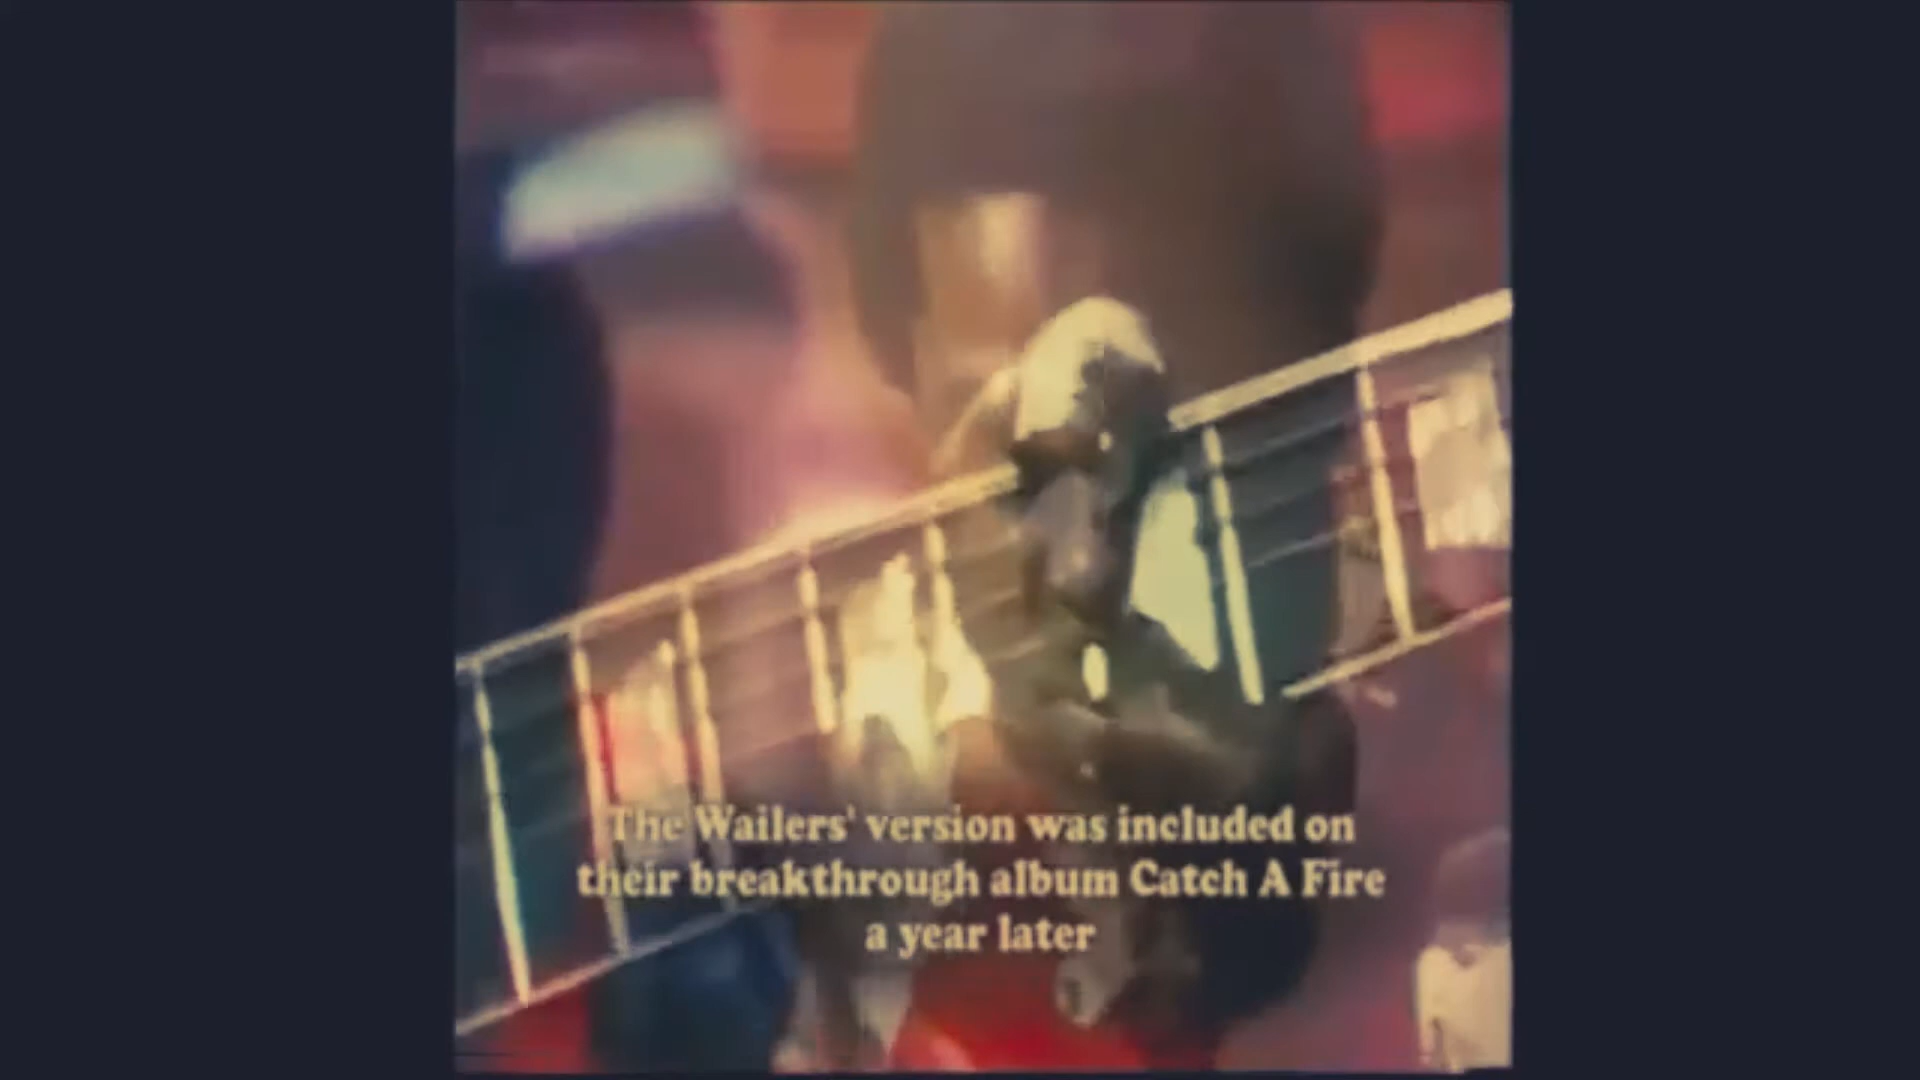 The Wailers' version was included on
their breakthrough album Catch A Fire
a year later